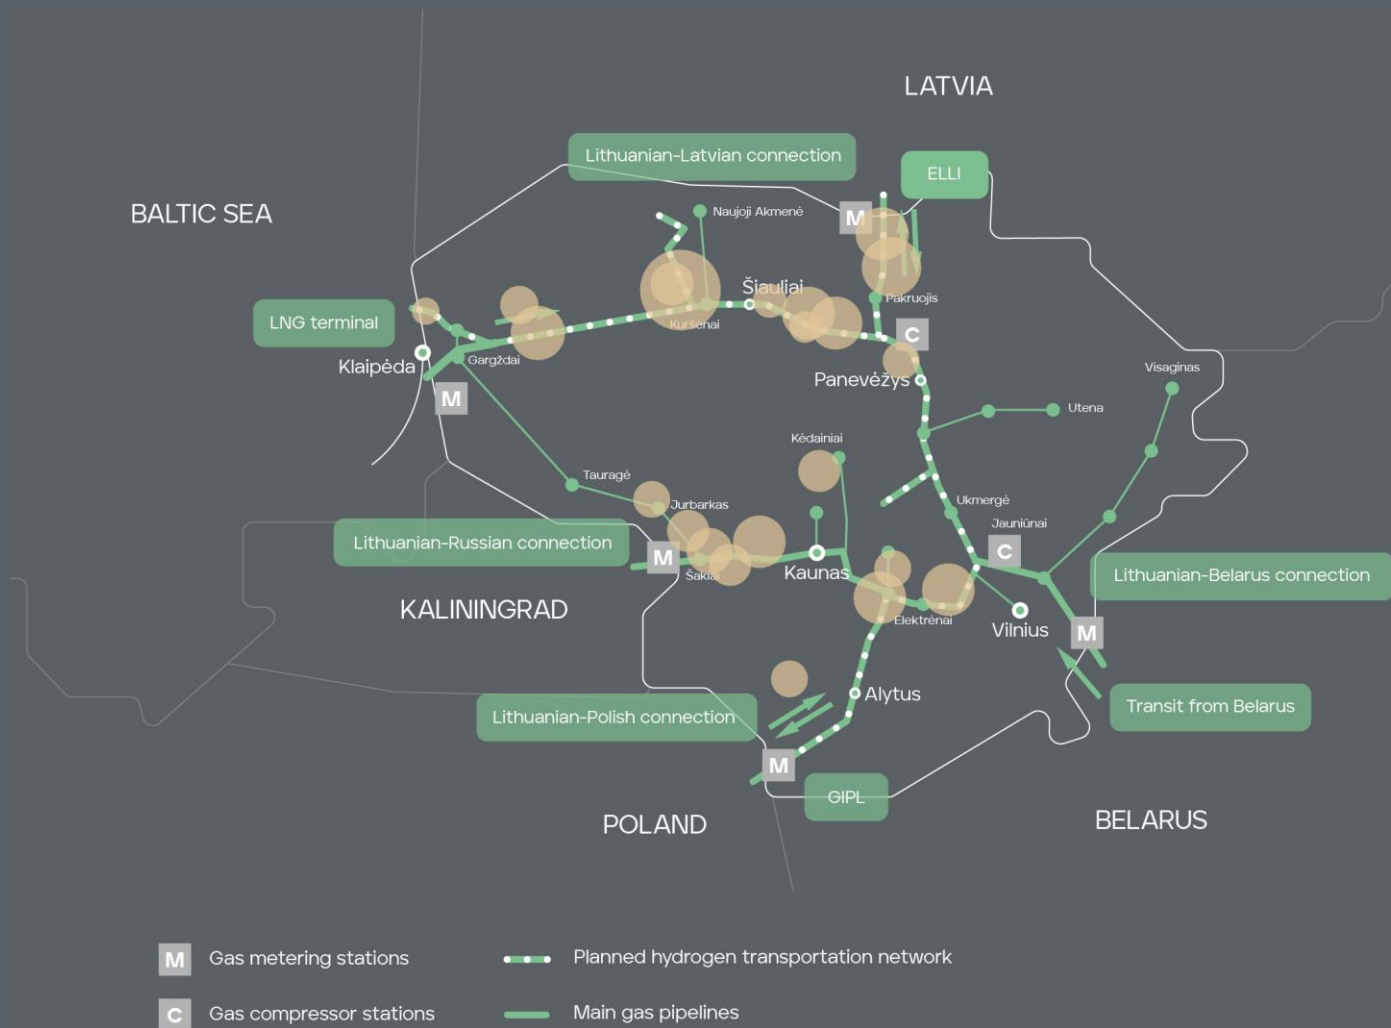 LATVIA
Lithuanian-Latvian connection
ELLI
BALTIC SEA
M
Naujoji Akmenė
Šiauliai
Pakruojis
LNG terminal
Kuršėnai
C
Klaipėda
Gargždai
Panevėžys
Visaginas
M
Utena
Kėdainiai
Tauragė
Jurbarkas
Ukmergė
Jauniūnai
Lithuanian-Russian connection
M
C
Šakiai
Kaunas
Lithuanian-Belarus connection
KALININGRAD
Elektrėnai
Vilnius
M
Alytus
Lithuanian-Polish connection
Transit from Belarus
M
GIPL
POLAND
BELARUS
M Gas metering stations
Planned hydrogen transportation network
C Gas compressor stations
Main gas pipelines